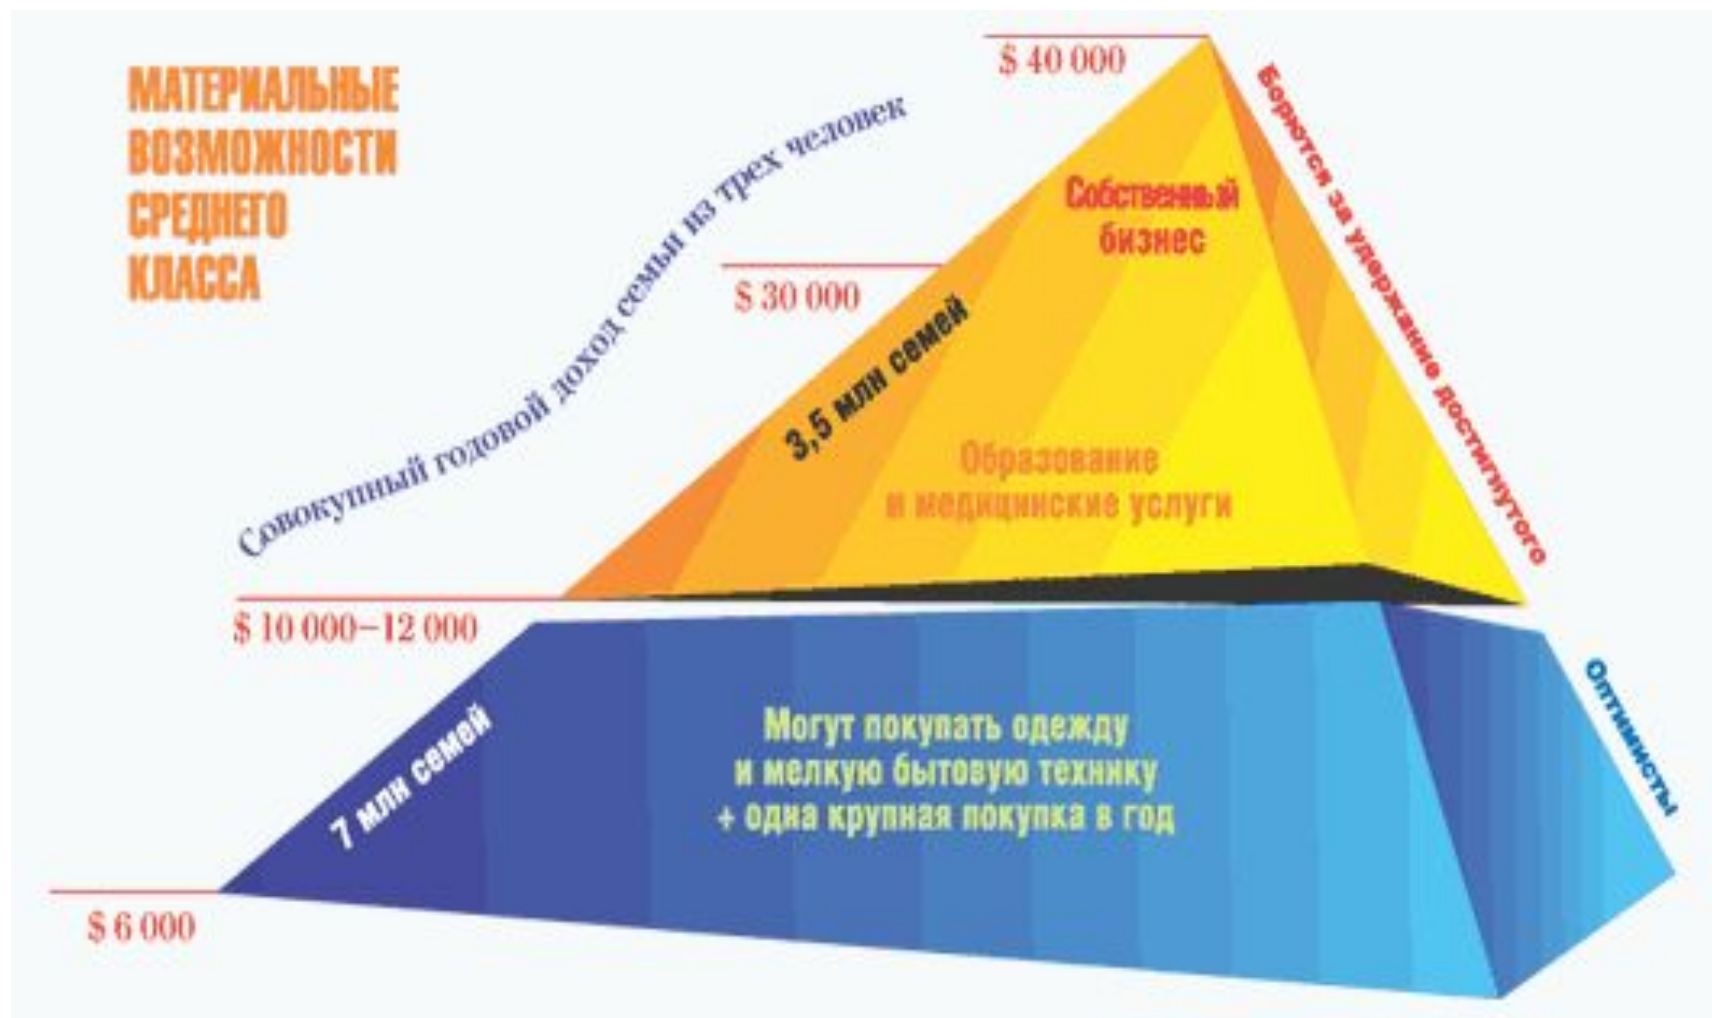 МАТЕРИАЛЬНЫЕ
ВОЗМОЖНОСТИ
СРЕДНЕГО
КЛАССА
Совокупный годовой доход семьи из трех человек
$ 40 000
Борются за удержание достигнутого
Собственный
бизнес
$ 30 000
3,5 млн семей
Образование
и медицинские услуги
$ 10 000–12 000
Оптимисты
7 млн семей
Могут покупать одежду
и мелкую бытовую технику
+ одна крупная покупка в год
$ 6 000